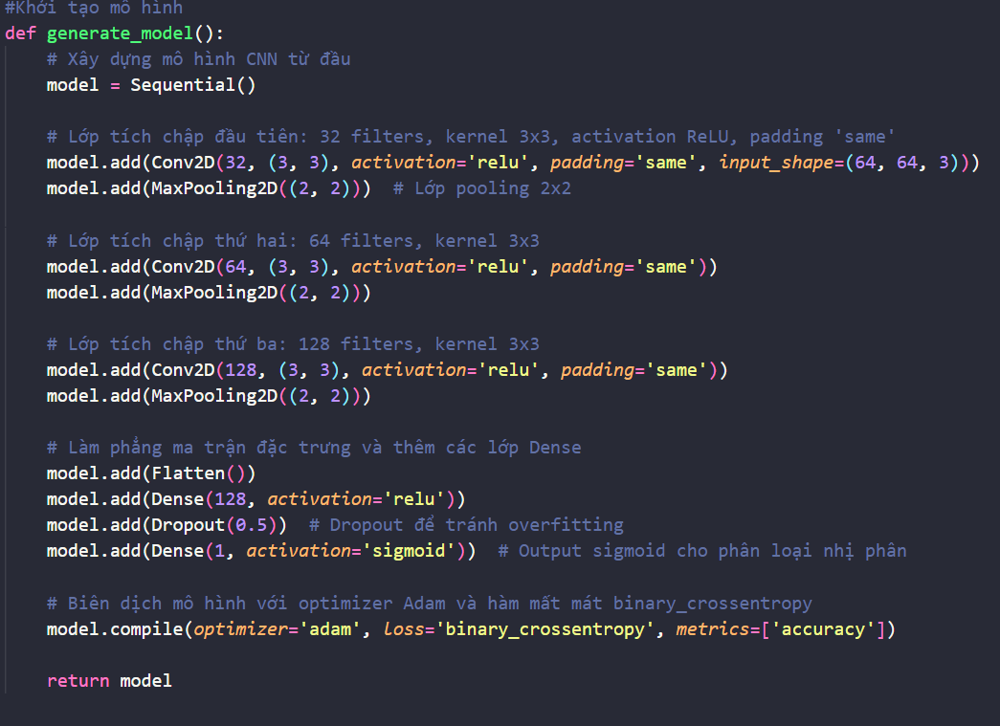 #Khởi tạo mô hình
def generate_model():
    # Xây dựng mô hình CNN từ đầu
    model = Sequential()

    # Lớp tích chập đầu tiên: 32 filters, kernel 3x3, activation ReLU, padding 'same'
    model.add(Conv2D(32, (3, 3), activation='relu', padding='same', input_shape=(64, 64, 3)))
    model.add(MaxPooling2D((2, 2)))  # Lớp pooling 2x2

    # Lớp tích chập thứ hai: 64 filters, kernel 3x3
    model.add(Conv2D(64, (3, 3), activation='relu', padding='same'))
    model.add(MaxPooling2D((2, 2)))

    # Lớp tích chập thứ ba: 128 filters, kernel 3x3
    model.add(Conv2D(128, (3, 3), activation='relu', padding='same'))
    model.add(MaxPooling2D((2, 2)))

    # Làm phẳng ma trận đặc trưng và thêm các lớp Dense
    model.add(Flatten())
    model.add(Dense(128, activation='relu'))
    model.add(Dropout(0.5))  # Dropout để tránh overfitting
    model.add(Dense(1, activation='sigmoid'))  # Output sigmoid cho phân loại nhị phân

    # Biên dịch mô hình với optimizer Adam và hàm mất mát binary_crossentropy
    model.compile(optimizer='adam', loss='binary_crossentropy', metrics=['accuracy'])

    return model